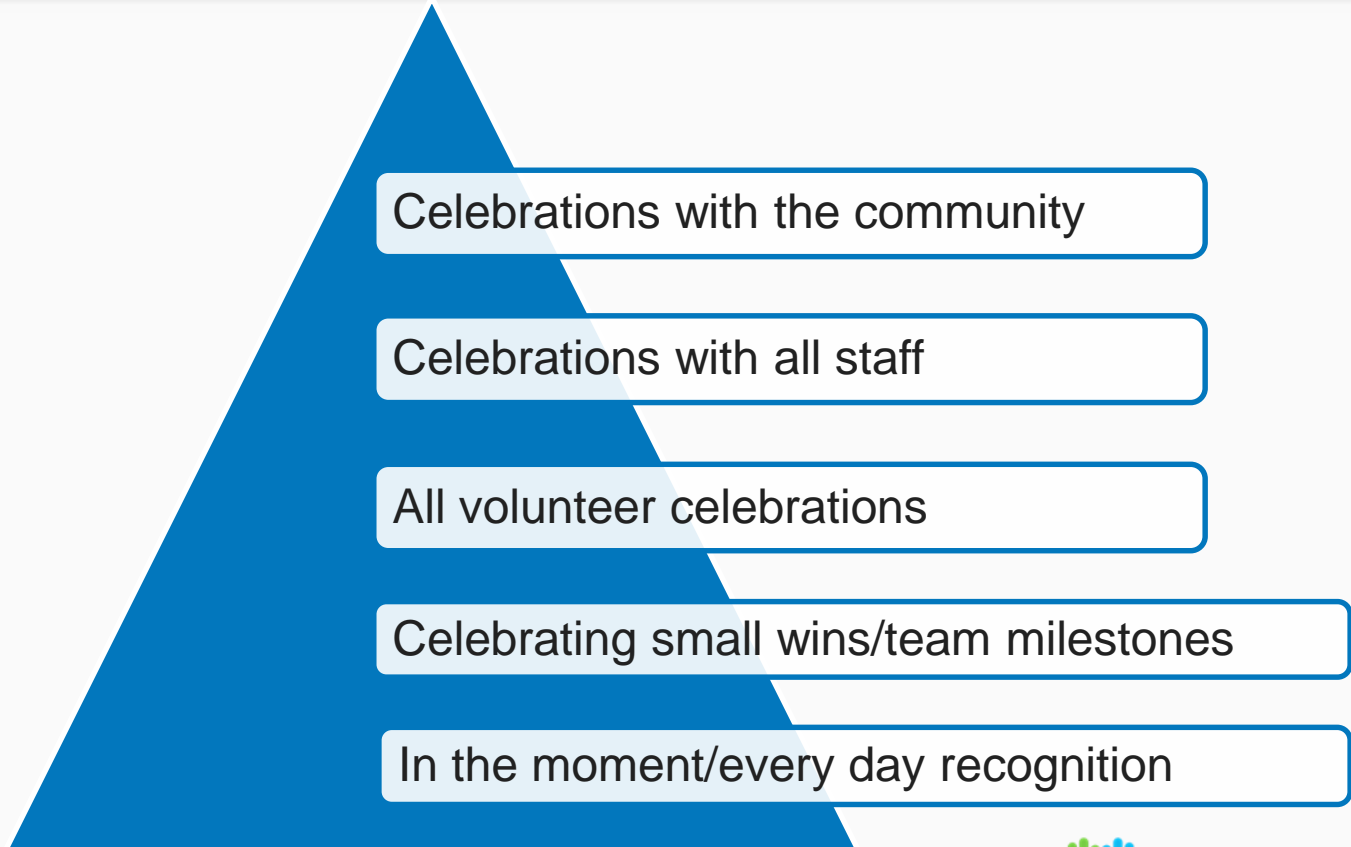 Celebrations with the community
Celebrations with all staff
All volunteer celebrations
Celebrating small wins/team milestones
In the moment/every day recognition